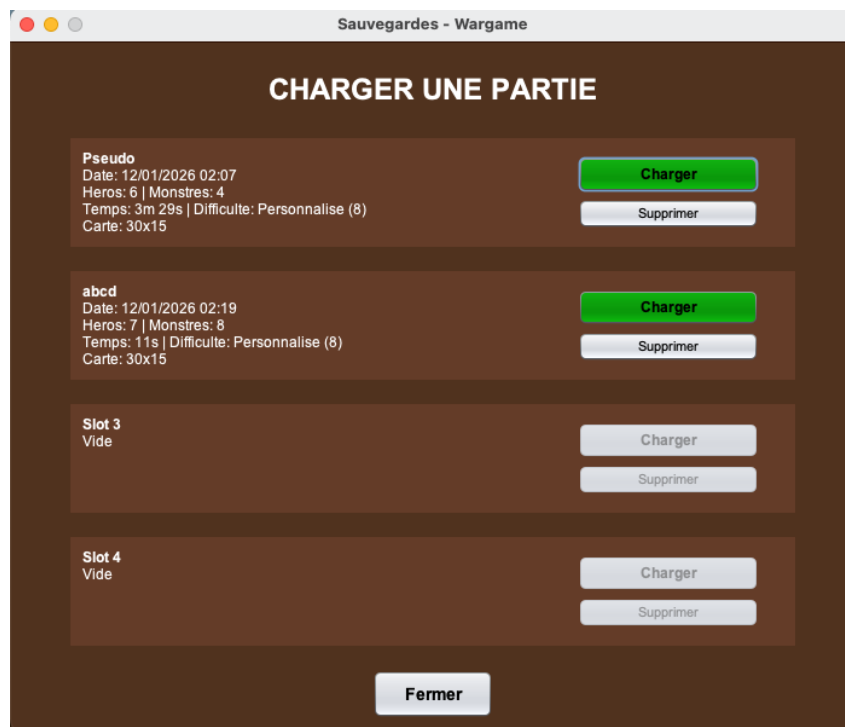 Sauvegardes - Wargame
CHARGER UNE PARTIE
Pseudo
Date: 12/01/2026 02:07
Heros: 6 | Monstres: 4
Temps: 3m 29s | Difficulte: Personnalise (8)
Carte: 30x15
Charger
Supprimer
abcd
Date: 12/01/2026 02:19
Heros: 7 | Monstres: 8
Temps: 11s | Difficulte: Personnalise (8)
Carte: 30x15
Charger
Supprimer
Slot 3
Vide
Charger
Supprimer
Slot 4
Vide
Charger
Supprimer
Fermer